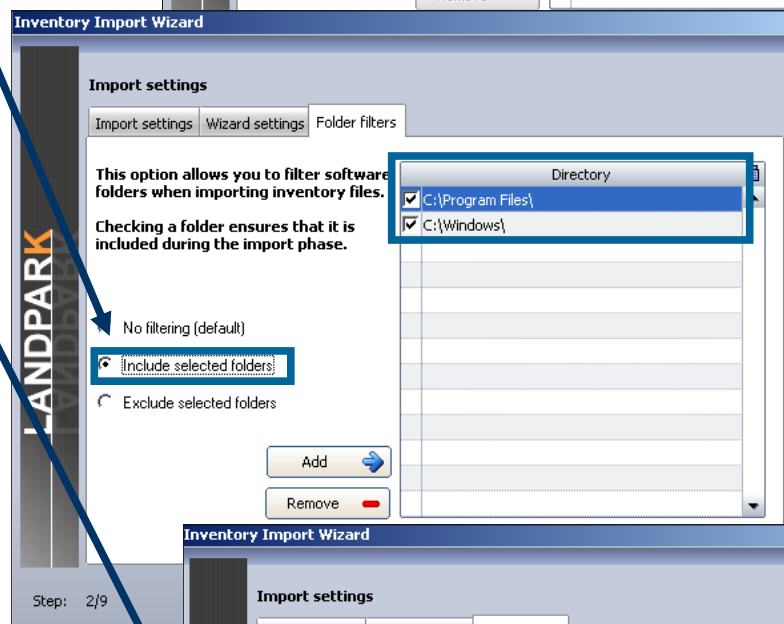 Remove
Inventory Import Wizard
Import settings
Import settings Wizard settings Folder filters
This option allows you to filter software
folders when importing inventory files.
Checking a folder ensures that it is
included during the import phase.
Directory
C:\Program Files\
C:\Windows\
LANDPARK
No filtering (default)
Include selected folders
Exclude selected folders
Add
Remove
Step: 2/9
Inventory Import Wizard
Import settings